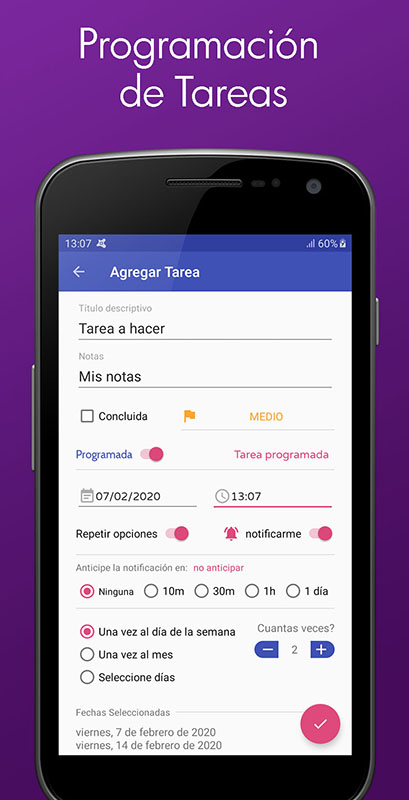 Programación
de Tareas
13:07 60%
Agregar Tarea
Título descriptivo
Tarea a hacer
Notas
Mis notas
Concluida MEDIO
Programada Tarea programada
07/02/2020 13:07
Repetir opciones notificarme
Anticipe la notificación en: no anticipar
Ninguna 10m 30m 1h 1 día
Una vez al día de la semana Cuantas veces?
Una vez al mes 2
Seleccione días
Fechas Seleccionadas
viernes, 7 de febrero de 2020
viernes, 14 de febrero de 2020